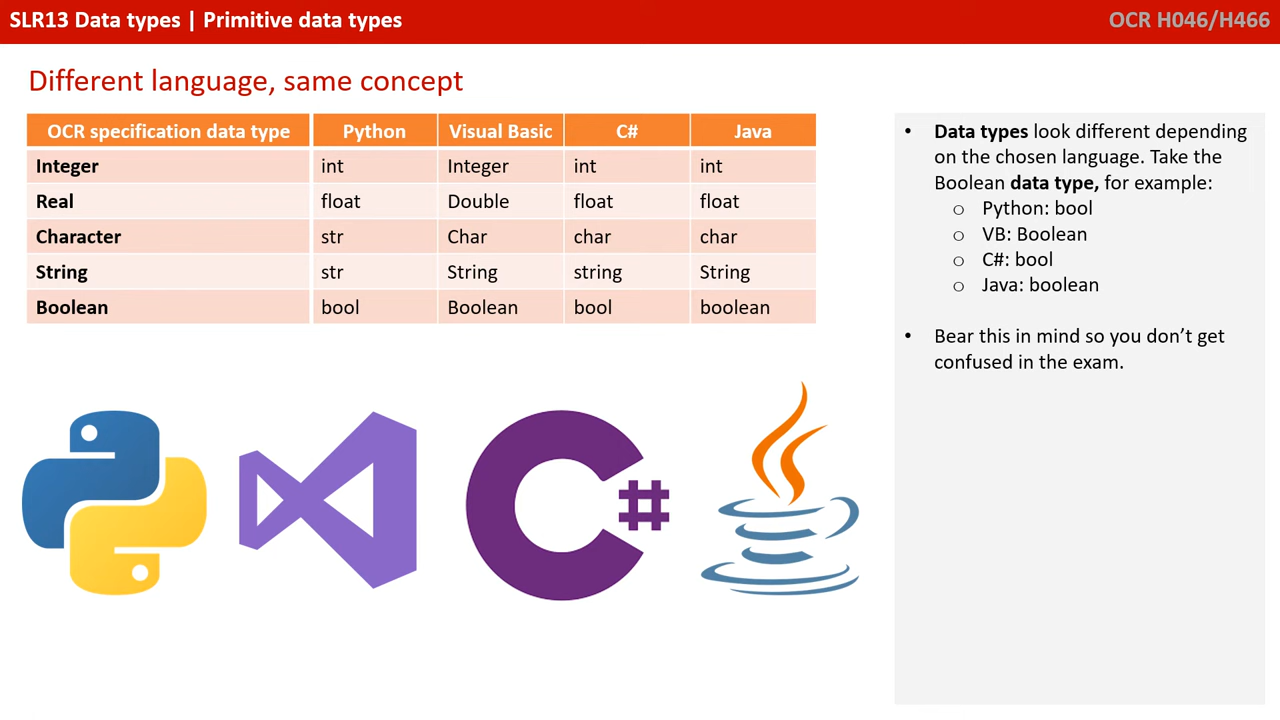 SLR13 Data types | Primitive data types
OCR H046/H466
Different language, same concept
OCR specification data type Python Visual Basic C# Java
Integer int Integer int int
Real float Double float float
Character str Char char char
String str String string String
Boolean bool Boolean bool boolean
• Data types look different depending
on the chosen language. Take the
Boolean data type, for example:
○ Python: bool
○ VB: Boolean
○ C#: bool
○ Java: boolean
• Bear this in mind so you don’t get
confused in the exam.